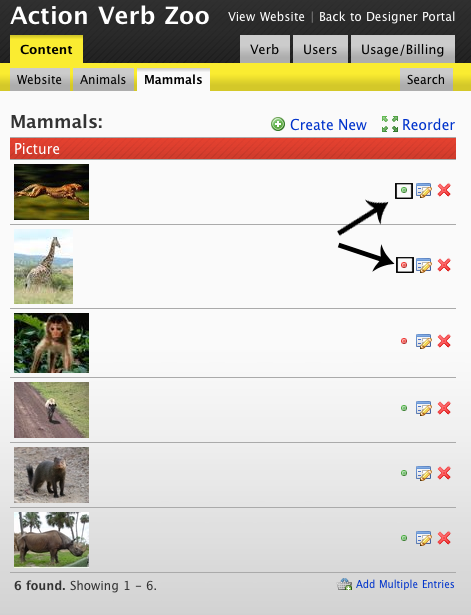 Action Verb Zoo
View Website | Back to Designer Portal
Content Verb Users Usage/Billing
Website Animals Mammals Search
Mammals: Create New Reorder
Picture
6 found. Showing 1 - 6. Add Multiple Entries